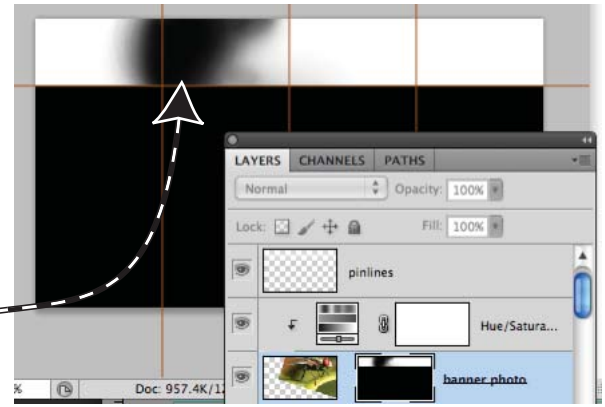 LAYERS CHANNELS PATHS
Normal Opacity: 100%
Lock: Fill: 100%
pinlines
Hue/Satura...
banner photo
% Doc: 957.4K/1